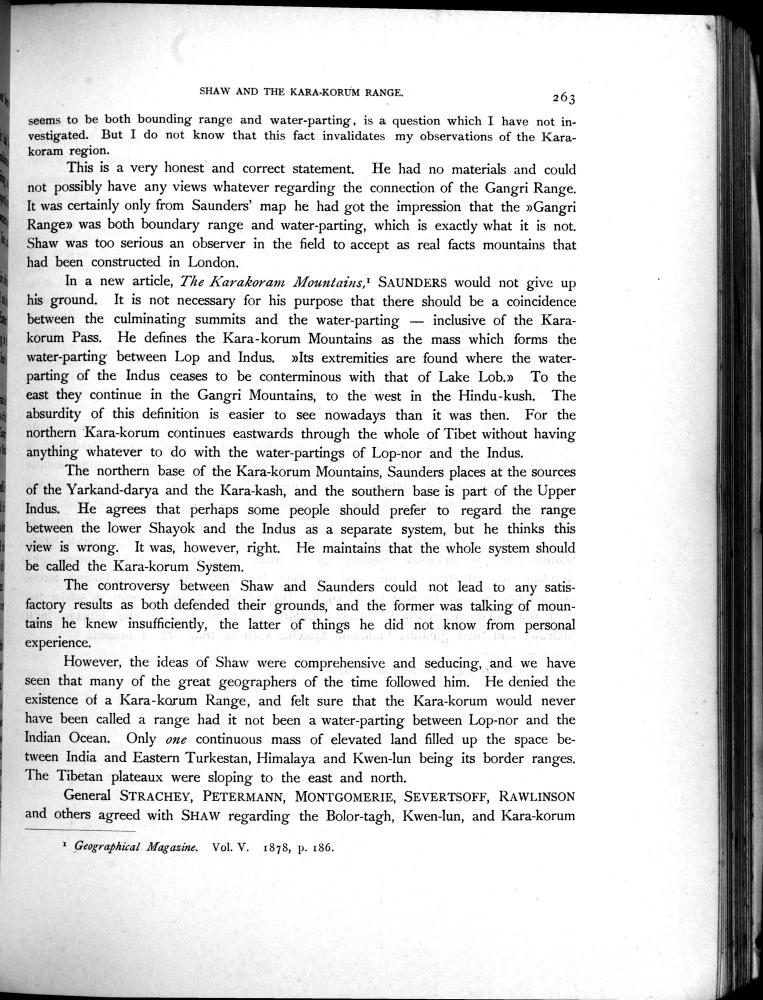 SHAW AND THE KARA-KORUM RANGE.
263
seems to be both bounding range and water-parting, is a question which I have not in-
vestigated. But I do not know that this fact invalidates my observations of the Kara-
koram region.
This is a very honest and correct statement. He had no materials and could
not possibly have any views whatever regarding the connection of the Gangri Range.
It was certainly only from Saunders' map he had got the impression that the »Gangri
Range» was both boundary range and water-parting, which is exactly what it is not.
Shaw was too serious an observer in the field to accept as real facts mountains that
had been constructed in London.
In a new article, The Karakoram Mountains,¹ SAUNDERS would not give up
his ground. It is not necessary for his purpose that there should be a coincidence
between the culminating summits and the water-parting — inclusive of the Kara-
korum Pass. He defines the Kara-korum Mountains as the mass which forms the
water-parting between Lop and Indus. »Its extremities are found where the water-
parting of the Indus ceases to be conterminous with that of Lake Lob.» To the
east they continue in the Gangri Mountains, to the west in the Hindu-kush. The
absurdity of this definition is easier to see nowadays than it was then. For the
northern Kara-korum continues eastwards through the whole of Tibet without having
anything whatever to do with the water-partings of Lop-nor and the Indus.
The northern base of the Kara-korum Mountains, Saunders places at the sources
of the Yarkand-darya and the Kara-kash, and the southern base is part of the Upper
Indus. He agrees that perhaps some people should prefer to regard the range
between the lower Shayok and the Indus as a separate system, but he thinks this
view is wrong. It was, however, right. He maintains that the whole system should
be called the Kara-korum System.
The controversy between Shaw and Saunders could not lead to any satis-
factory results as both defended their grounds, and the former was talking of moun-
tains he knew insufficiently, the latter of things he did not know from personal
experience.
However, the ideas of Shaw were comprehensive and seducing, and we have
seen that many of the great geographers of the time followed him. He denied the
existence of a Kara-korum Range, and felt sure that the Kara-korum would never
have been called a range had it not been a water-parting between Lop-nor and the
Indian Ocean. Only one continuous mass of elevated land filled up the space be-
tween India and Eastern Turkestan, Himalaya and Kwen-lun being its border ranges.
The Tibetan plateaux were sloping to the east and north.
General STRACHEY, PETERMANN, MONTGOMERIE, SEVERTSOFF, RAWLINSON
and others agreed with SHAW regarding the Bolor-tagh, Kwen-lun, and Kara-korum
¹ Geographical Magazine. Vol. V. 1878, p. 186.